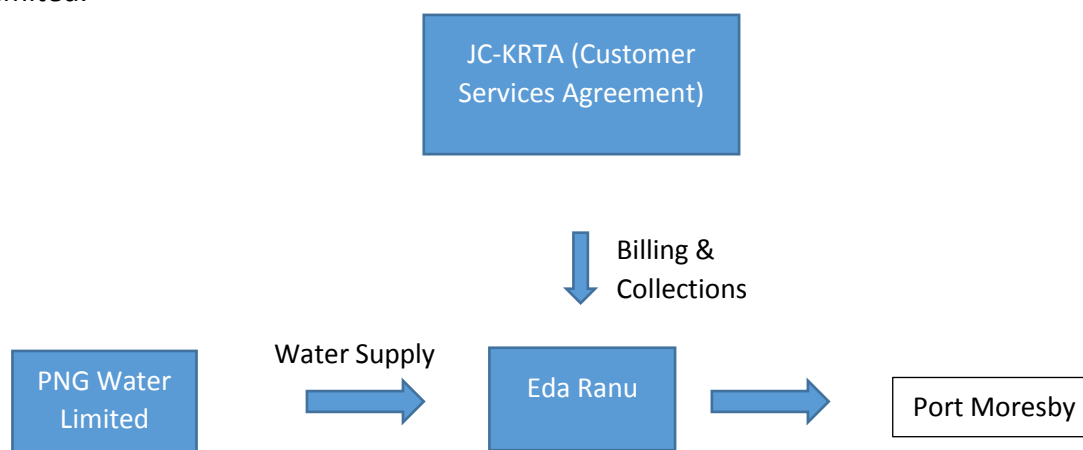 JC-KRTA (Customer
Services Agreement)
Billing &
Collections
Water Supply
PNG Water
Limited
Eda Ranu
Port Moresby